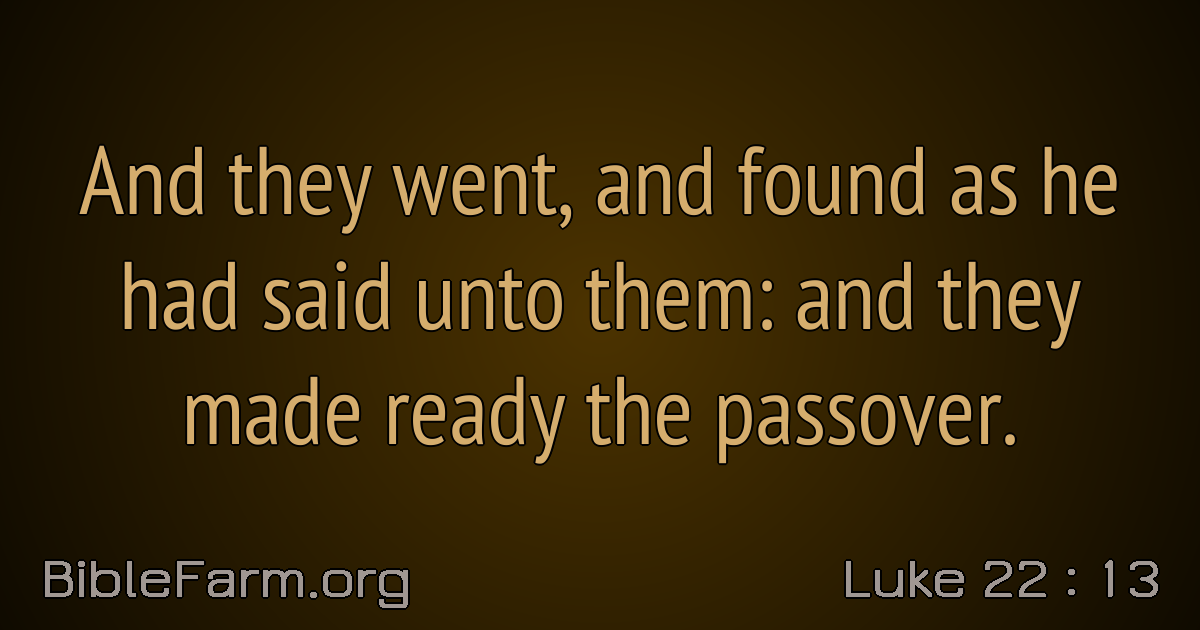 And they went, and found as he
had said unto them: and they
made ready the passover.
BibleFarm.org
Luke 22 : 13